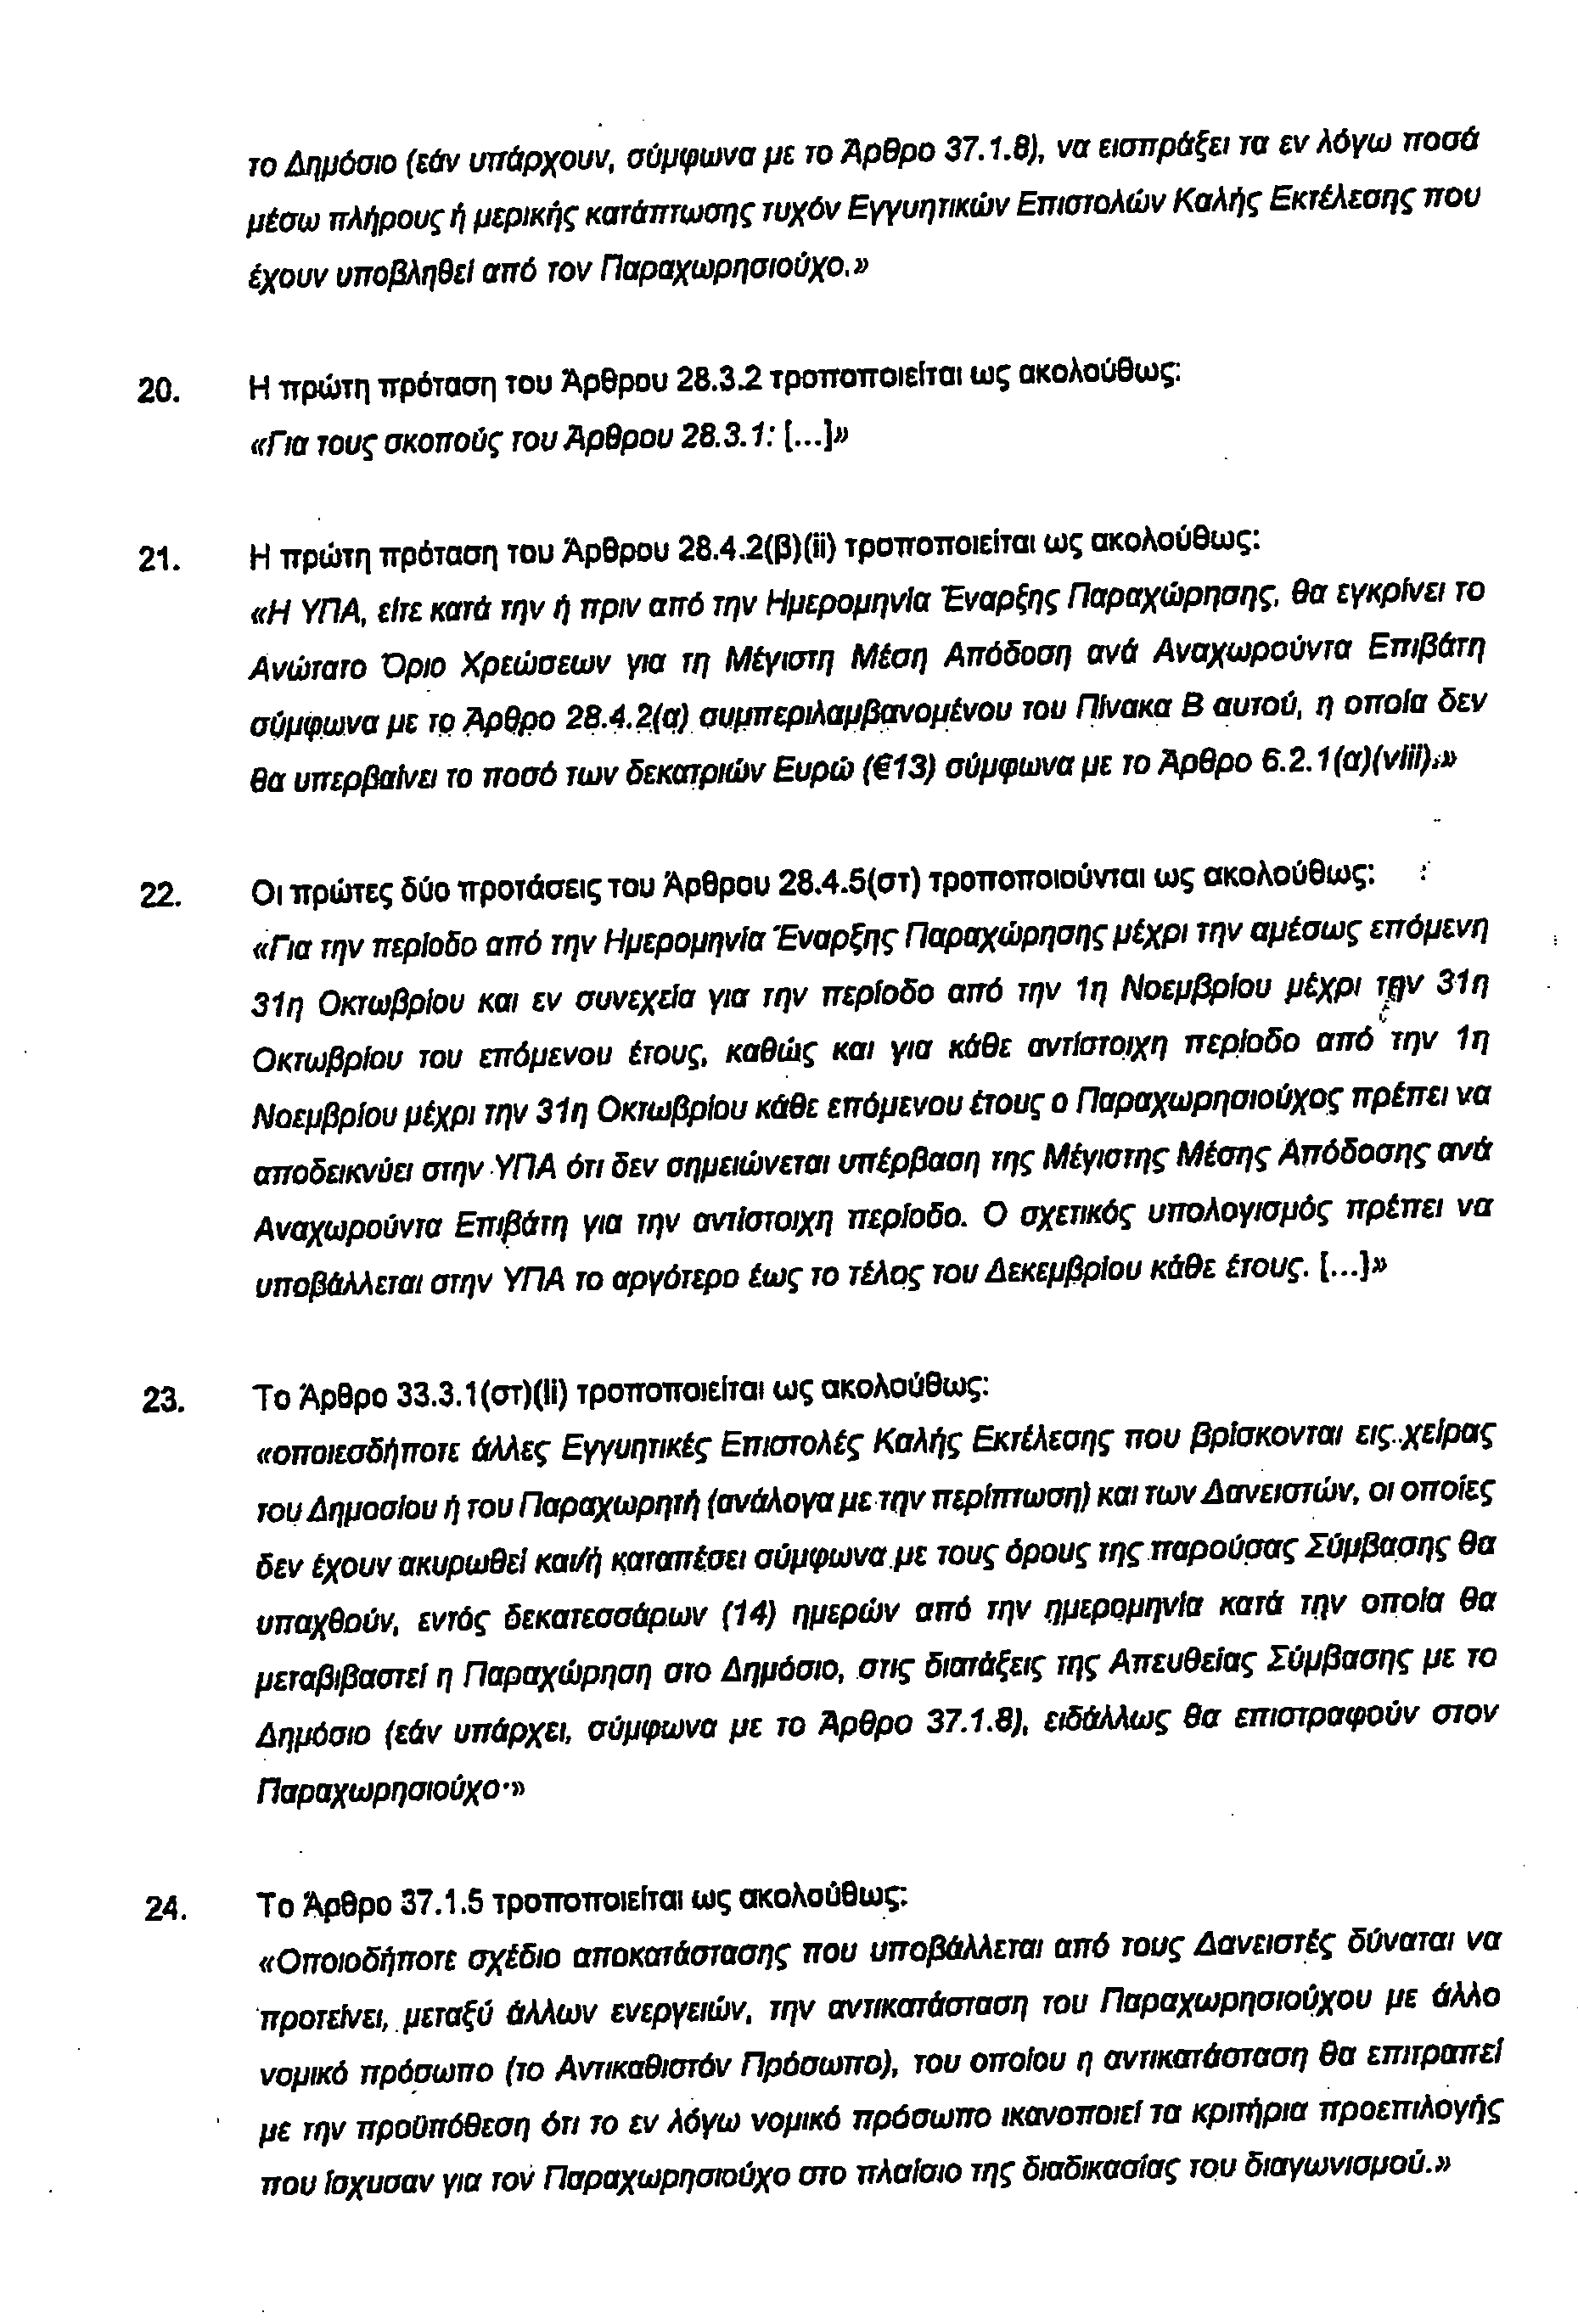 το Δημόσιο (εάν υπάρχουν, σύμφωνα με το Άρθρο 37.1.8), να εισπράξει τα εν λόγω ποσά
μέσω πλήρους ή μερικής κατάπτωσης τυχόν Εγγυητικών Επιστολών Καλής Εκτέλεσης που
έχουν υποβληθεί από τον Παραχωρησιούχο.»
20. Η πρώτη πρόταση του Άρθρου 28.3.2 τροποποιείται ως ακολούθως:
«Για τους σκοπούς του Άρθρου 28.3.1: [...]»
21. Η πρώτη πρόταση του Άρθρου 28.4.2(β)(ii) τροποποιείται ως ακολούθως:
«Η ΥΠΑ, είτε κατά την ή πριν από την Ημερομηνία Έναρξης Παραχώρησης, θα εγκρίνει το
Ανώτατο Όριο Χρεώσεων για τη Μέγιστη Μέση Απόδοση ανά Αναχωρούντα Επιβάτη
σύμφωνα με το Άρθρο 28.4.2(α) συμπεριλαμβανομένου του Πίνακα Β αυτού, η οποία δεν
θα υπερβαίνει το ποσό των δεκατριών Ευρώ (€13) σύμφωνα με το Άρθρο 6.2.1(α)(viii).»
22. Οι πρώτες δύο προτάσεις του Άρθρου 28.4.5(στ) τροποποιούνται ως ακολούθως:
«Για την περίοδο από την Ημερομηνία Έναρξης Παραχώρησης μέχρι την αμέσως επόμενη
31η Οκτωβρίου και εν συνεχεία για την περίοδο από την 1η Νοεμβρίου μέχρι την 31η
Οκτωβρίου του επόμενου έτους, καθώς και για κάθε αντίστοιχη περίοδο από την 1η
Νοεμβρίου μέχρι την 31η Οκτωβρίου κάθε επόμενου έτους ο Παραχωρησιούχος πρέπει να
αποδεικνύει στην ΥΠΑ ότι δεν σημειώνεται υπέρβαση της Μέγιστης Μέσης Απόδοσης ανά
Αναχωρούντα Επιβάτη για την αντίστοιχη περίοδο. Ο σχετικός υπολογισμός πρέπει να
υποβάλλεται στην ΥΠΑ το αργότερο έως το τέλος του Δεκεμβρίου κάθε έτους. [...]»
23. Το Άρθρο 33.3.1(στ)(ii) τροποποιείται ως ακολούθως:
«οποιεσδήποτε άλλες Εγγυητικές Επιστολές Καλής Εκτέλεσης που βρίσκονται εις χείρας
του Δημοσίου ή του Παραχωρητή (ανάλογα με την περίπτωση) και των Δανειστών, οι οποίες
δεν έχουν ακυρωθεί και/ή καταπέσει σύμφωνα με τους όρους της παρούσας Σύμβασης θα
υπαχθούν, εντός δεκατεσσάρων (14) ημερών από την ημερομηνία κατά την οποία θα
μεταβιβαστεί η Παραχώρηση στο Δημόσιο, στις διατάξεις της Απευθείας Σύμβασης με το
Δημόσιο (εάν υπάρχει, σύμφωνα με το Άρθρο 37.1.8), ειδάλλως θα επιστραφούν στον
Παραχωρησιούχο·»
24. Το Άρθρο 37.1.5 τροποποιείται ως ακολούθως:
«Οποιοδήποτε σχέδιο αποκατάστασης που υποβάλλεται από τους Δανειστές δύναται να
προτείνει, μεταξύ άλλων ενεργειών, την αντικατάσταση του Παραχωρησιούχου με άλλο
νομικό πρόσωπο (το Αντικαθιστόν Πρόσωπο), του οποίου η αντικατάσταση θα επιτραπεί
με την προϋπόθεση ότι το εν λόγω νομικό πρόσωπο ικανοποιεί τα κριτήρια προεπιλογής
που ίσχυσαν για τον Παραχωρησιούχο στο πλαίσιο της διαδικασίας του διαγωνισμού.»